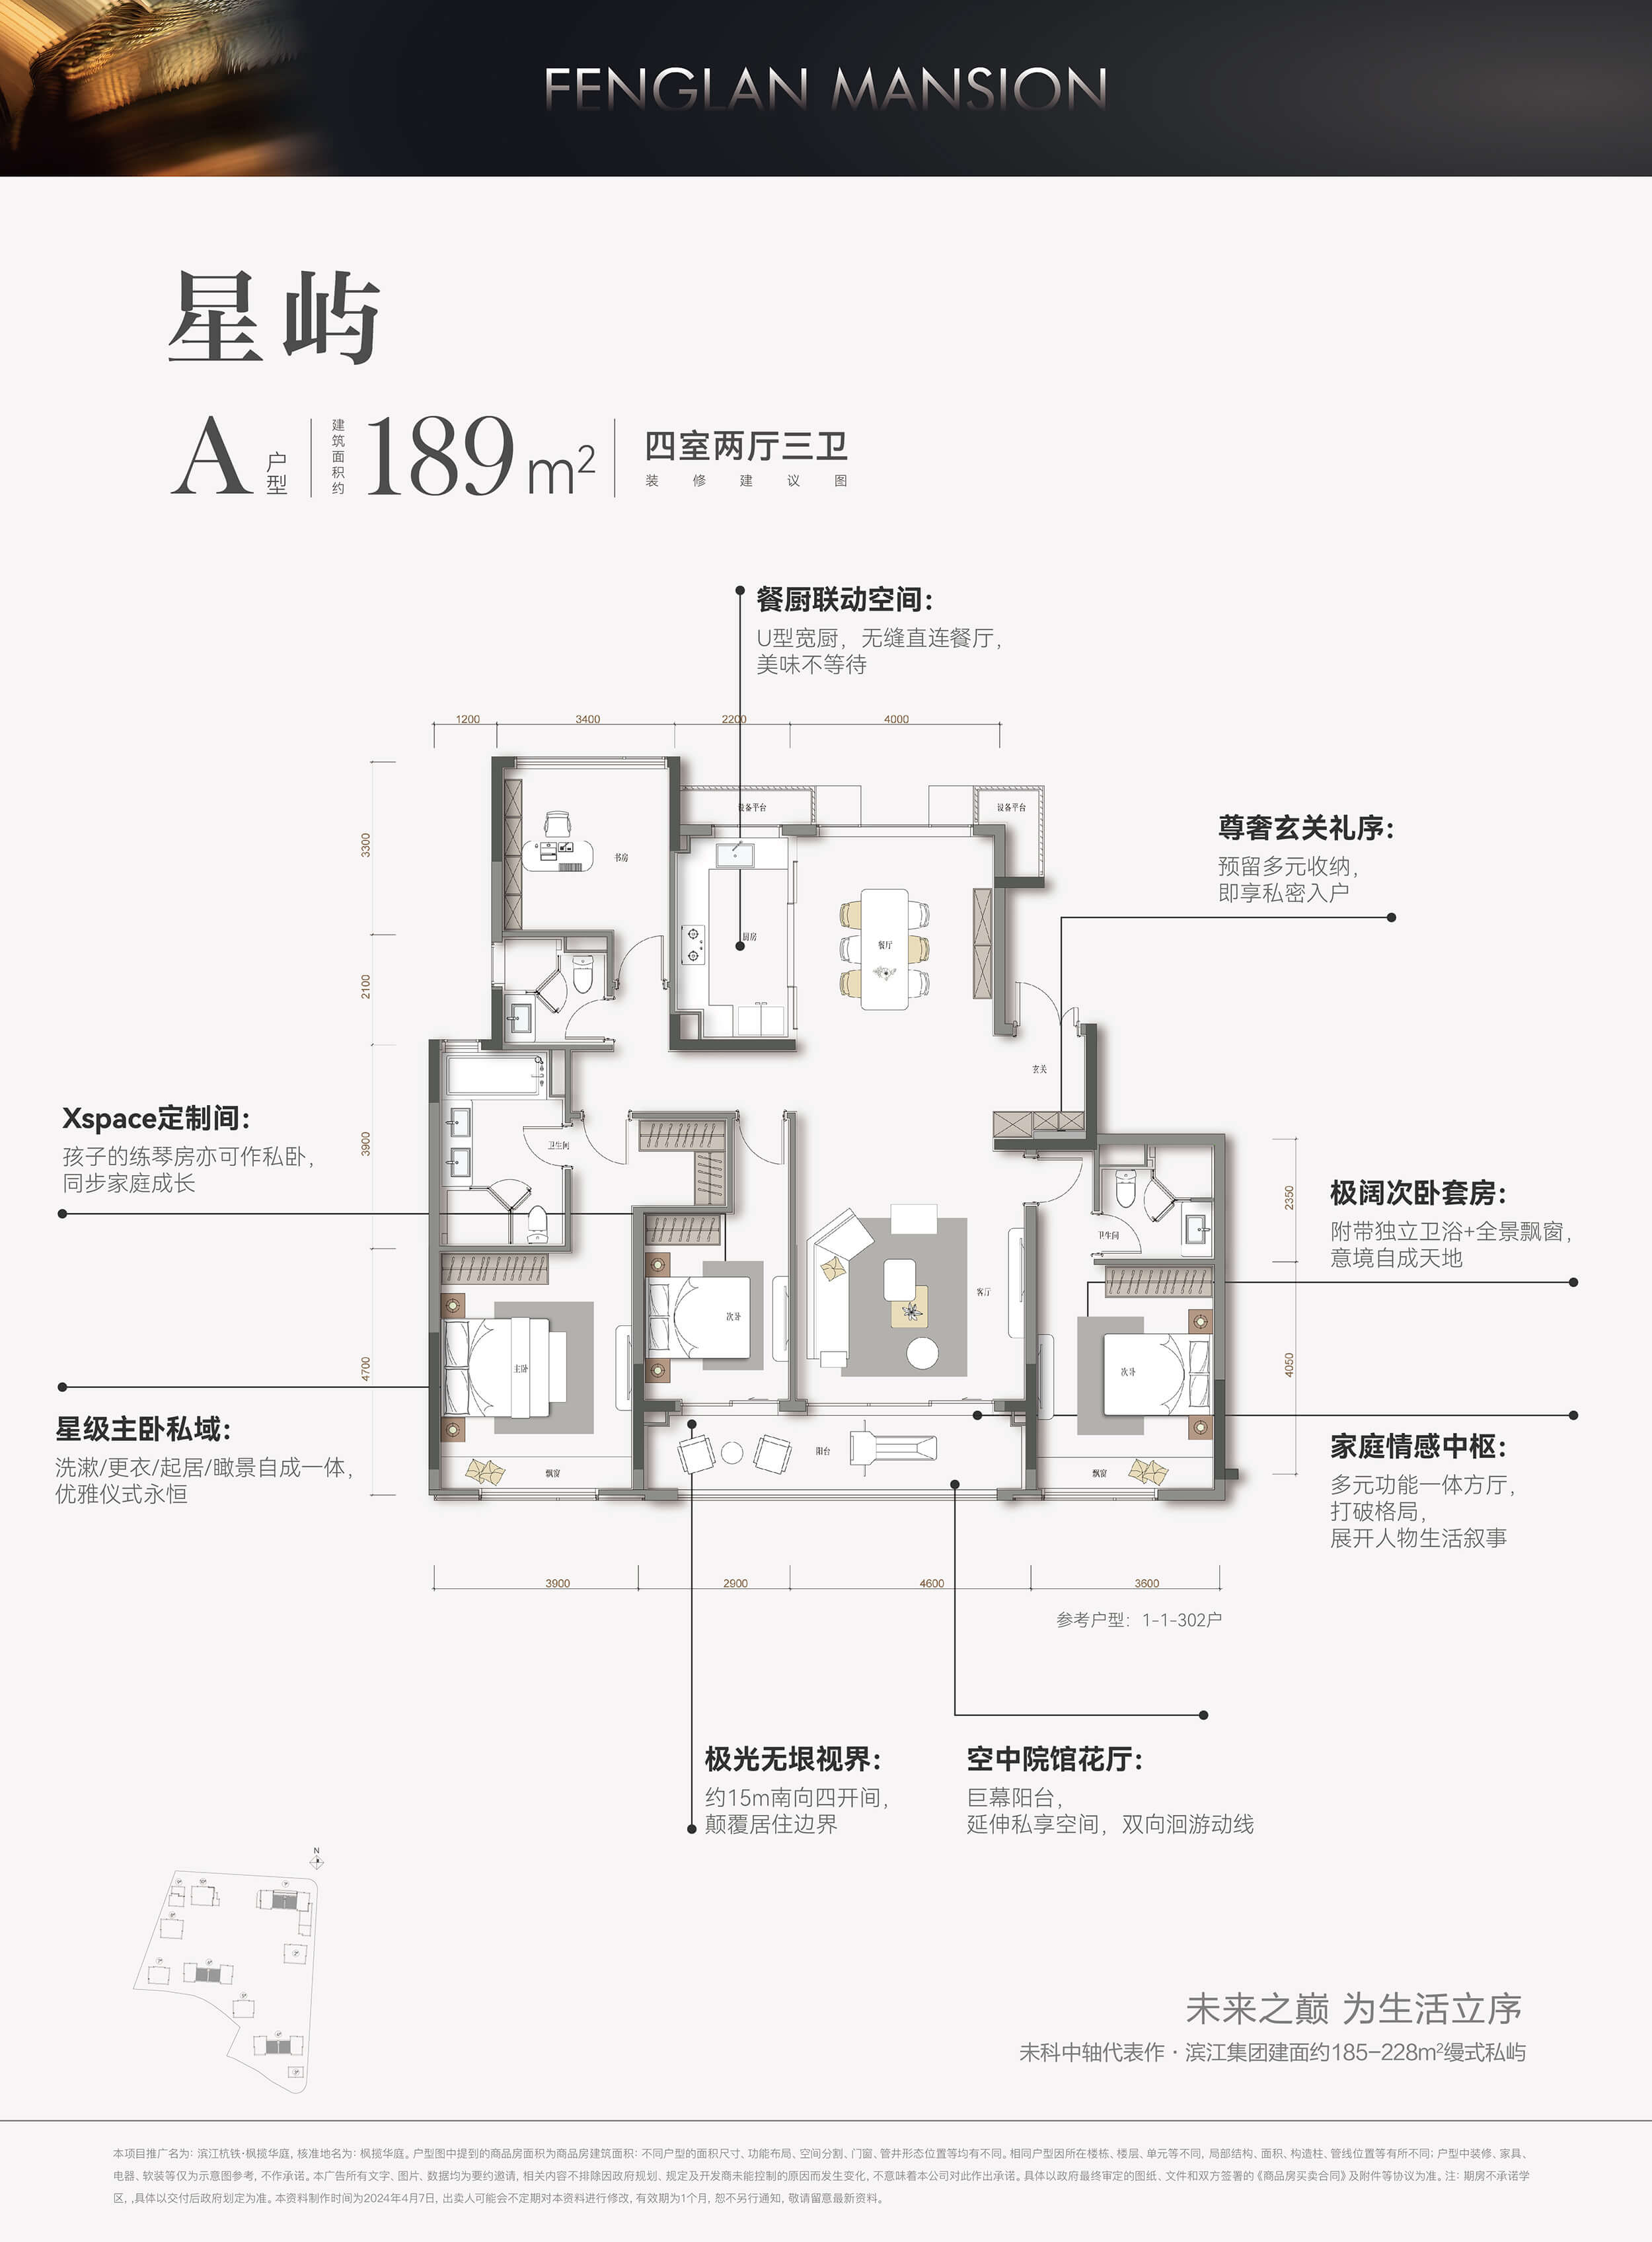 FENGLAN MANSION
星屿
A户型
建筑面积约
189m²
四室两厅三卫
装修建议图
餐厨联动空间：
U型宽厨，无缝直连餐厅，
美味不等待
1200 3400 2200 4000
设备平台 设备平台
尊奢玄关礼序：
预留多元收纳，
即享私密入户
3300
书房
厨房
餐厅
2100
玄关
Xspace定制间：
孩子的练琴房亦可作私卧，
同步家庭成长
3900
卫生间
2350
卫生间
极阔次卧套房：
附带独立卫浴+全景飘窗，
意境自成天地
客厅
次卧
主卧
次卧
4700
4050
星级主卧私域：
洗漱/更衣/起居/瞰景自成一体，
优雅仪式永恒
家庭情感中枢：
多元功能一体方厅，
打破格局，
展开人物生活叙事
飘窗 阳台 飘窗
3900 2900 4600 3600
参考户型：1-1-302户
极光无垠视界：
约15m南向四开间，
颠覆居住边界
空中院馆花厅：
巨幕阳台，
延伸私享空间，双向洄游动线
N
未来之巅 为生活立序
未科中轴代表作·滨江集团建面约185-228m²缦式私屿
本项目推广名为：滨江杭铁·枫揽华庭，核准地名为：枫揽华庭。户型图中提到的商品房面积为商品房建筑面积：不同户型的面积尺寸、功能布局、空间分割、门窗、管井形态位置等均有不同。相同户型因所在楼栋、楼层、单元等不同，局部结构、面积、构造柱、管线位置等有所不同；户型中装修、家具、
电器、软装等仅为示意图参考，不作承诺。本广告所有文字、图片、数据均为要约邀请，相关内容不排除因政府规划、规定及开发商未能控制的原因而发生变化，不意味着本公司对此作出承诺。具体以政府最终审定的图纸、文件和双方签署的《商品房买卖合同》及附件等协议为准。注：期房不承诺学
区，,具体以交付后政府划定为准。本资料制作时间为2024年4月7日，出卖人可能会不定期对本资料进行修改，有效期为1个月，恕不另行通知，敬请留意最新资料。